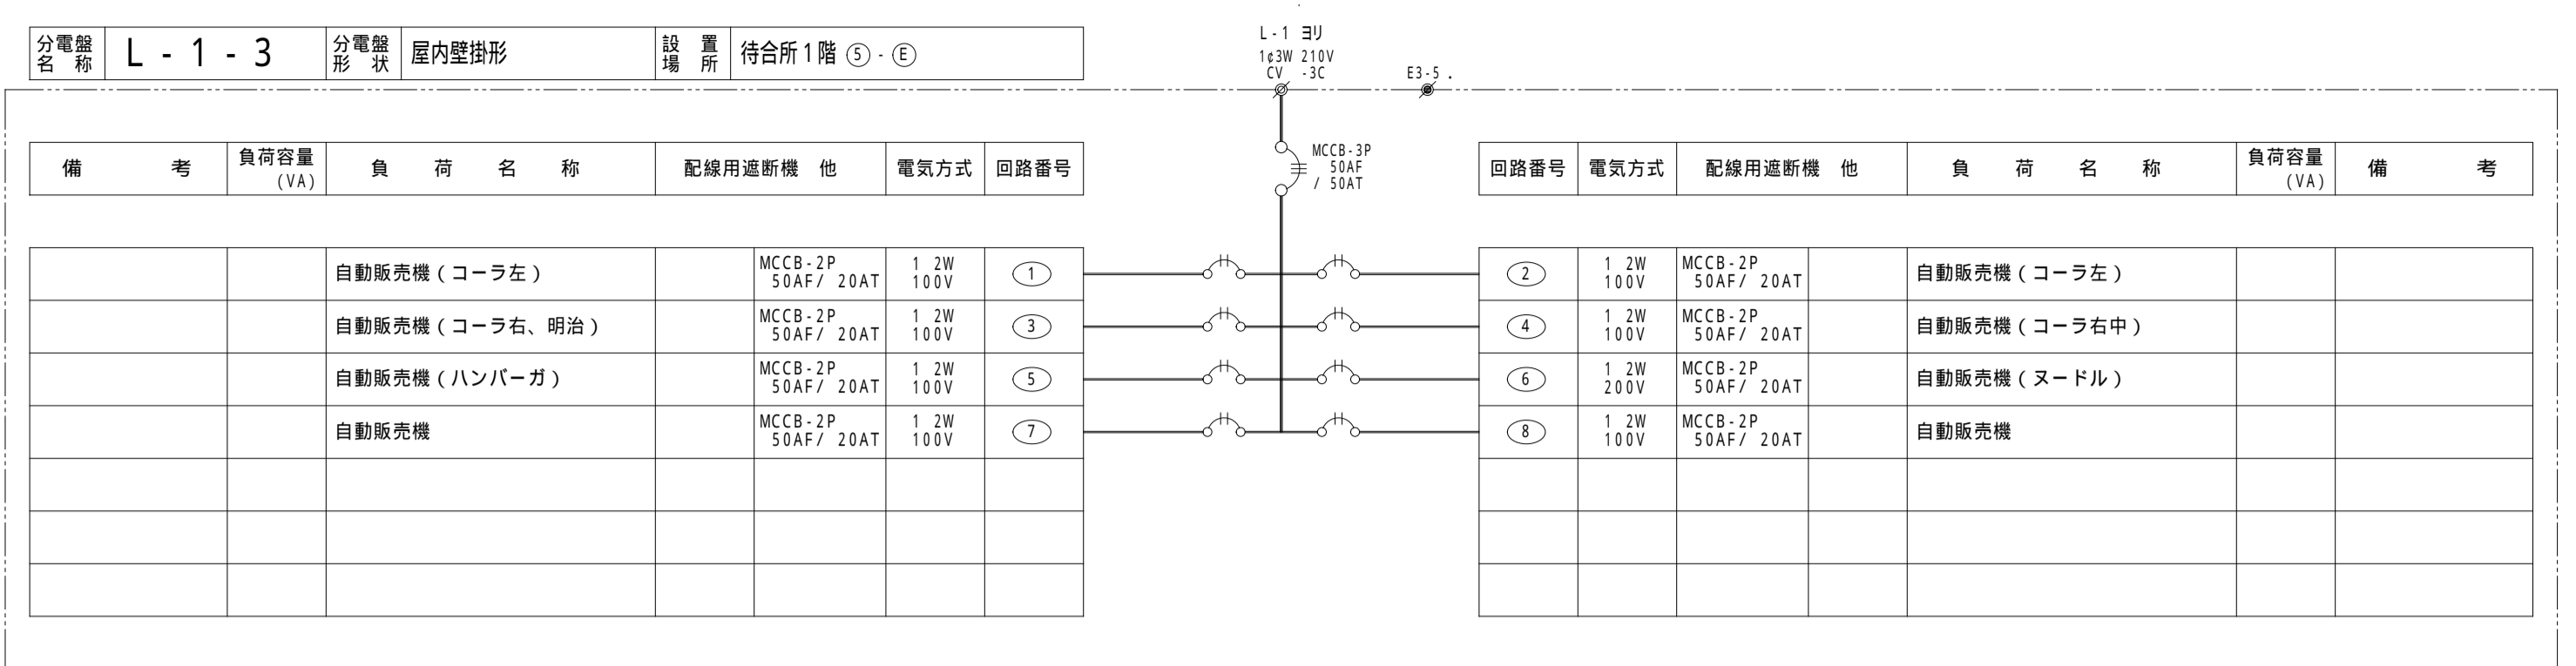 分電盤名称 L-1-3 分電盤形状 屋内壁掛形 設置場所 待合所1階 ⑤-Ⓔ
L-1 ヨリ
1¢3W 210V
CV -3C
E3-5.
MCCB-3P
50AF
/ 50AT
備考 負荷容量(VA) 負荷名称 配線用遮断機 他 電気方式 回路番号
自動販売機(コーラ左) MCCB-2P 50AF/ 20AT 1 2W 100V 1
自動販売機(コーラ右、明治) MCCB-2P 50AF/ 20AT 1 2W 100V 3
自動販売機(ハンバーガ) MCCB-2P 50AF/ 20AT 1 2W 100V 5
自動販売機 MCCB-2P 50AF/ 20AT 1 2W 100V 7
回路番号 電気方式 配線用遮断機 他 負荷名称 負荷容量(VA) 備考
2 1 2W 100V MCCB-2P 50AF/ 20AT 自動販売機(コーラ左)
4 1 2W 100V MCCB-2P 50AF/ 20AT 自動販売機(コーラ右中)
6 1 2W 200V MCCB-2P 50AF/ 20AT 自動販売機(ヌードル)
8 1 2W 100V MCCB-2P 50AF/ 20AT 自動販売機